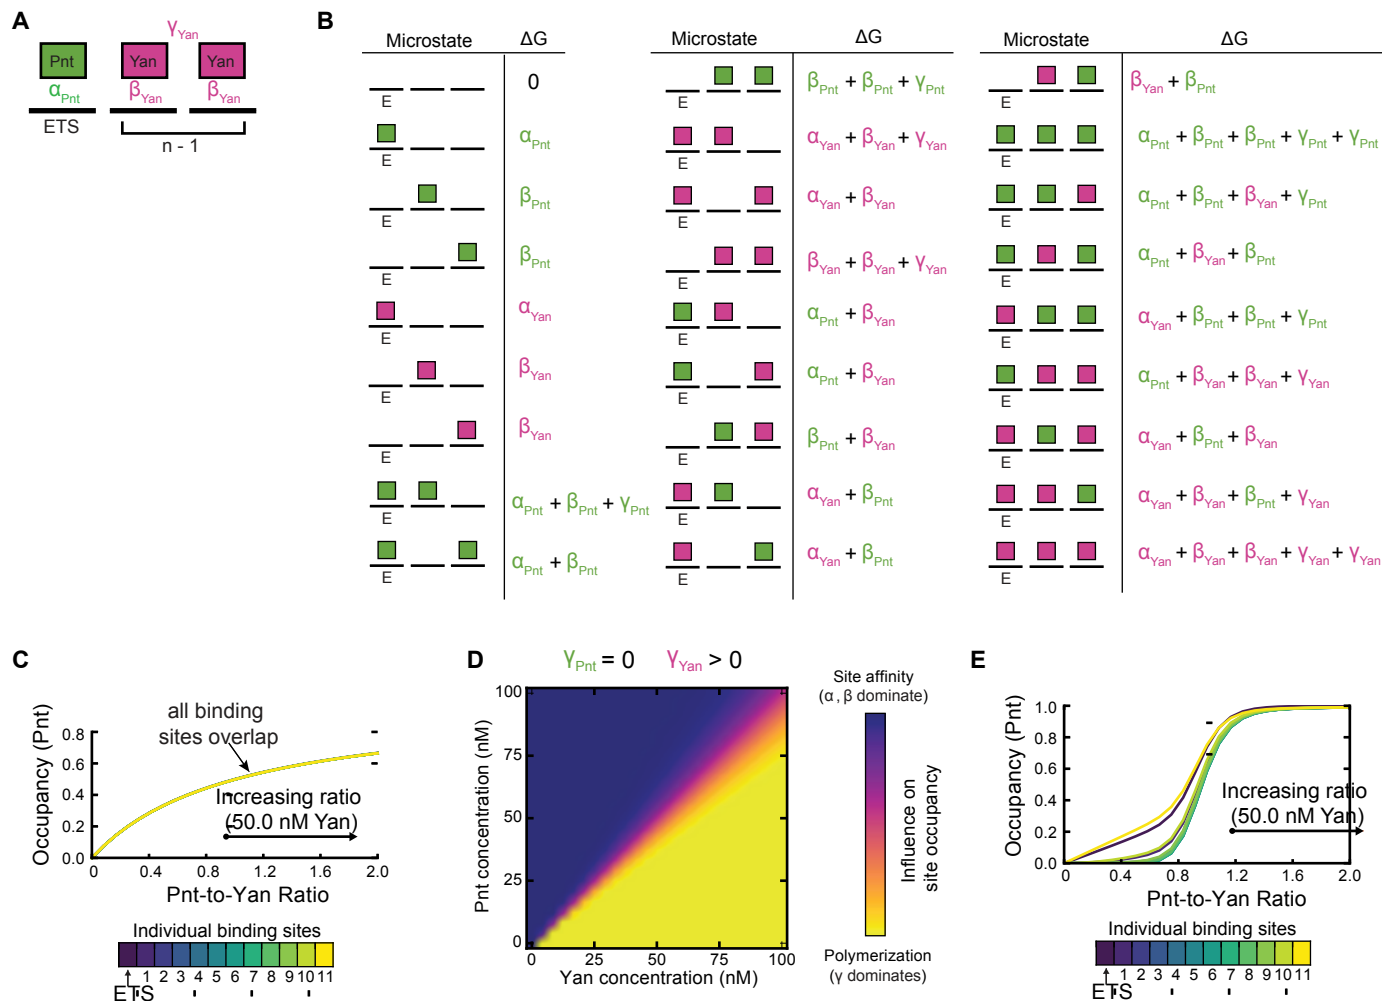 A
γYan
Pnt Yan Yan
αPnt βYan βYan
ETS
n - 1
B
Microstate ΔG
E 0
E αPnt
E βPnt
E βPnt
E αYan
E βYan
E βYan
E αPnt + βPnt + γPnt
E αPnt + βPnt
Microstate ΔG
E βPnt + βPnt + γPnt
E αYan + βYan + γYan
E αYan + βYan
E βYan + βYan + γYan
E αPnt + βYan
E αPnt + βYan
E βPnt + βYan
E αYan + βPnt
E αYan + βPnt
Microstate ΔG
E βYan + βPnt
E αPnt + βPnt + βPnt + γPnt + γPnt
E αPnt + βPnt + βYan + γPnt
E αPnt + βYan + βPnt
E αYan + βPnt + βPnt + γPnt
E αPnt + βYan + βYan + γYan
E αYan + βPnt + βYan
E αYan + βYan + βPnt + γYan
E αYan + βYan + βYan + γYan + γYan
C
Occupancy (Pnt)
0.8
0.6
0.4
0.2
0.0
all binding
sites overlap
Increasing ratio
(50.0 nM Yan)
0 0.4 0.8 1.2 1.6 2.0
Pnt-to-Yan Ratio
Individual binding sites
1 2 3 4 5 6 7 8 9 10 11
ETS
D
γPnt = 0 γYan > 0
Pnt concentration (nM)
100
75
50
25
0
0 25 50 75 100
Yan concentration (nM)
Site affinity
(α, β dominate)
Influence on
site occupancy
Polymerization
(γ dominates)
E
Occupancy (Pnt)
1.0
0.8
0.6
0.4
0.2
0.0
Increasing ratio
(50.0 nM Yan)
0 0.4 0.8 1.2 1.6 2.0
Pnt-to-Yan Ratio
Individual binding sites
1 2 3 4 5 6 7 8 9 10 11
ETS